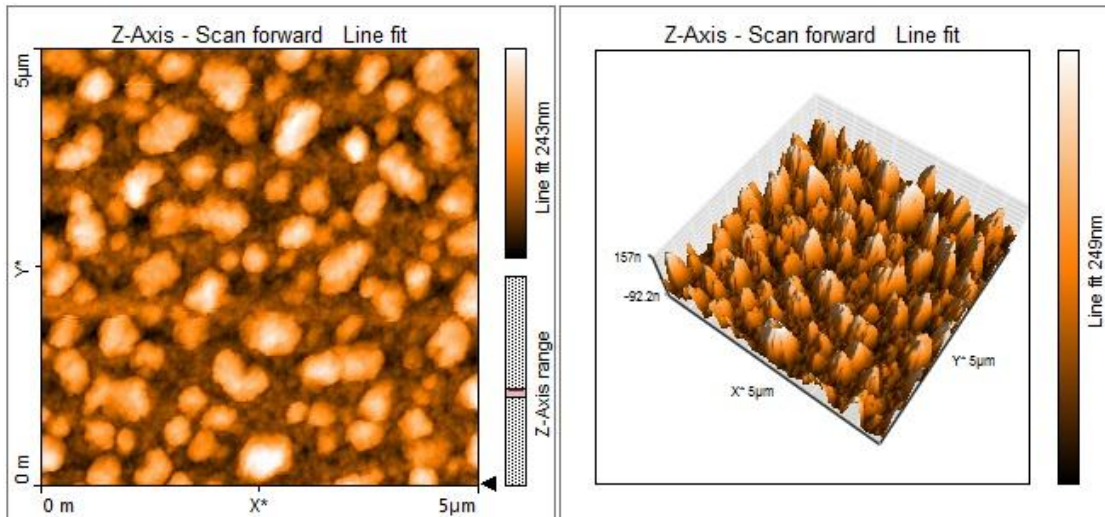 Z-Axis - Scan forward Line fit
5µm
Y*
0 m
0 m
X*
5µm
Line fit 243nm
Z-Axis range
Z-Axis - Scan forward Line fit
157n
-92.2n
X* 5µm
Y* 5µm
Line fit 249nm